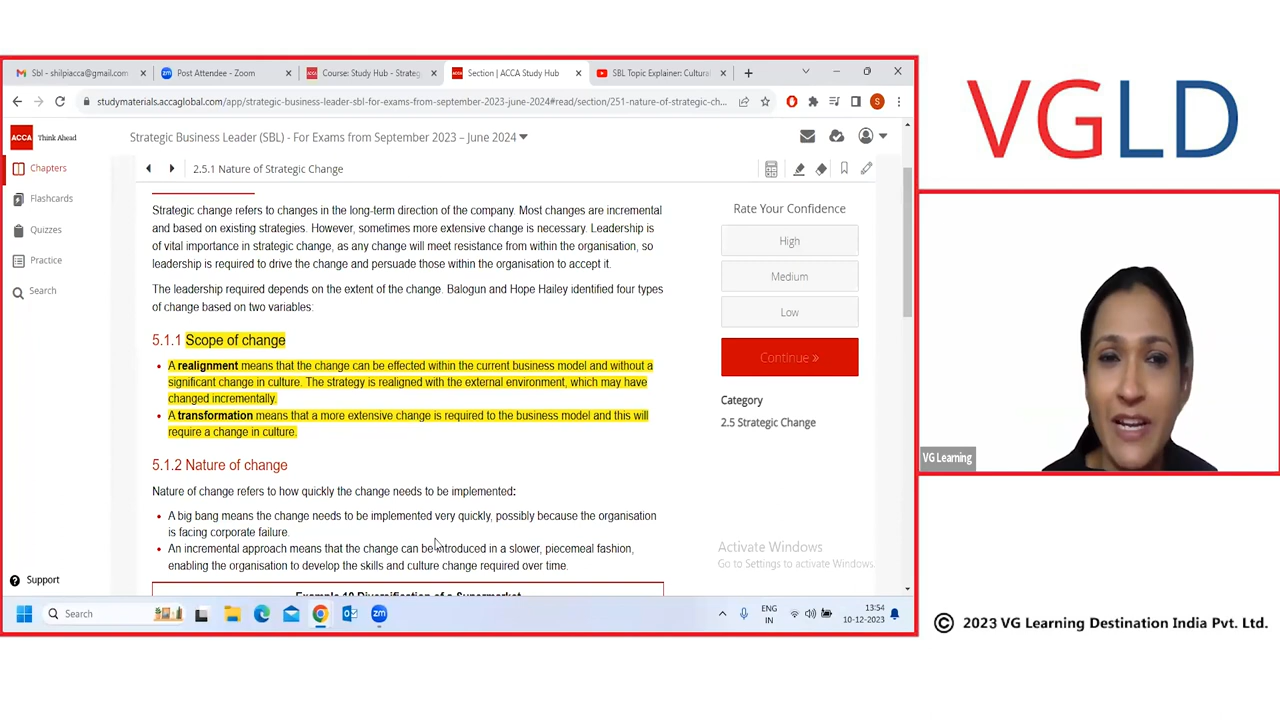 Sbl - shilpiacca@gmail.com
Post Attendee - Zoom
Course: Study Hub - Strateg
Section | ACCA Study Hub
SBL Topic Explainer: Cultural
studymaterials.accaglobal.com/app/strategic-business-leader-sbl-for-exams-from-september-2023-june-2024#read/section/251-nature-of-strategic-ch...
S
ACCA
Think Ahead
Strategic Business Leader (SBL) - For Exams from September 2023 – June 2024
Chapters
Flashcards
Quizzes
Practice
Search
2.5.1 Nature of Strategic Change
Strategic change refers to changes in the long-term direction of the company. Most changes are incremental
and based on existing strategies. However, sometimes more extensive change is necessary. Leadership is
of vital importance in strategic change, as any change will meet resistance from within the organisation, so
leadership is required to drive the change and persuade those within the organisation to accept it.
The leadership required depends on the extent of the change. Balogun and Hope Hailey identified four types
of change based on two variables:
5.1.1 Scope of change
• A realignment means that the change can be effected within the current business model and without a
significant change in culture. The strategy is realigned with the external environment, which may have
changed incrementally.
• A transformation means that a more extensive change is required to the business model and this will
require a change in culture.
5.1.2 Nature of change
Nature of change refers to how quickly the change needs to be implemented:
• A big bang means the change needs to be implemented very quickly, possibly because the organisation
is facing corporate failure.
• An incremental approach means that the change can be introduced in a slower, piecemeal fashion,
enabling the organisation to develop the skills and culture change required over time.
Example 10 Diversification of a Supermarket
Rate Your Confidence
High
Medium
Low
Continue »
Category
2.5 Strategic Change
Activate Windows
Go to Settings to activate Windows.
Support
Search
zm
ENG
IN
13:54
10-12-2023
VGLD
VG Learning
© 2023 VG Learning Destination India Pvt. Ltd.